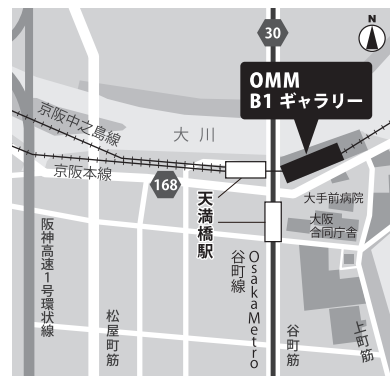 30
N
OMM
B1 ギャラリー
京阪中之島線
大川
京阪本線
168
天満橋駅
大手前病院
大阪
合同庁舎
阪神高速1号環状線
松屋町筋
OsakaMetro
谷町線
谷町筋
上町筋